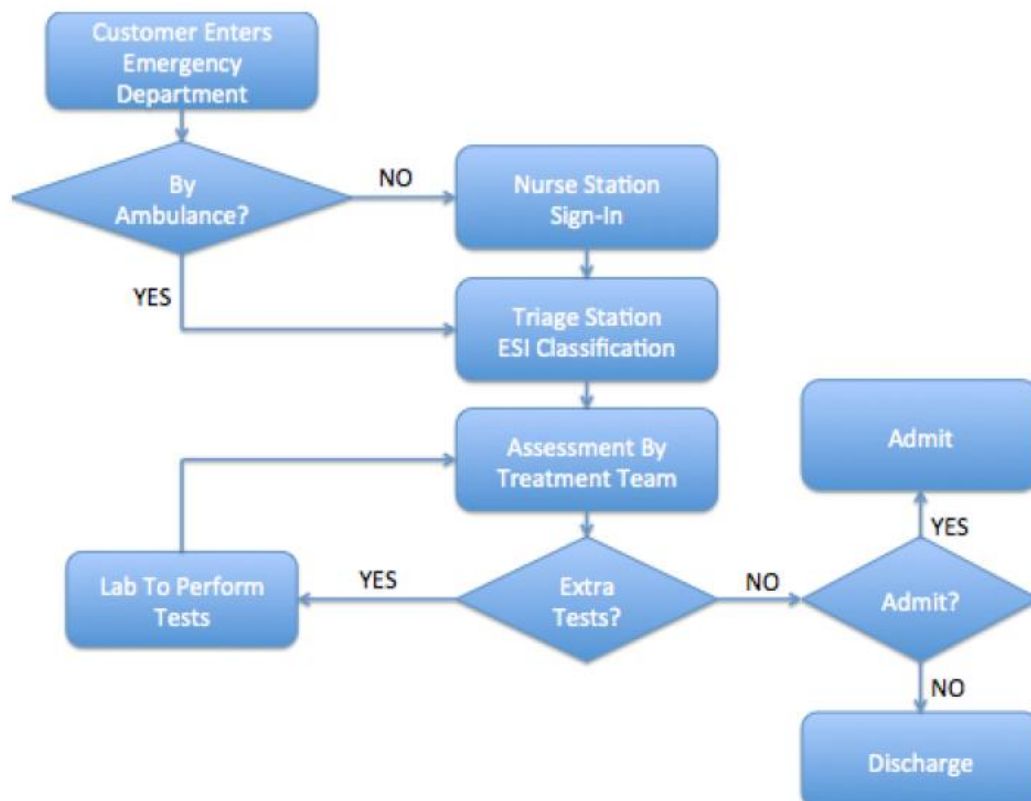 Customer Enters
Emergency
Department
By
Ambulance?
NO
Nurse Station
Sign-In
YES
Triage Station
ESI Classification
Assessment By
Treatment Team
Admit
YES
Lab To Perform
Tests
YES
Extra
Tests?
NO
Admit?
NO
Discharge